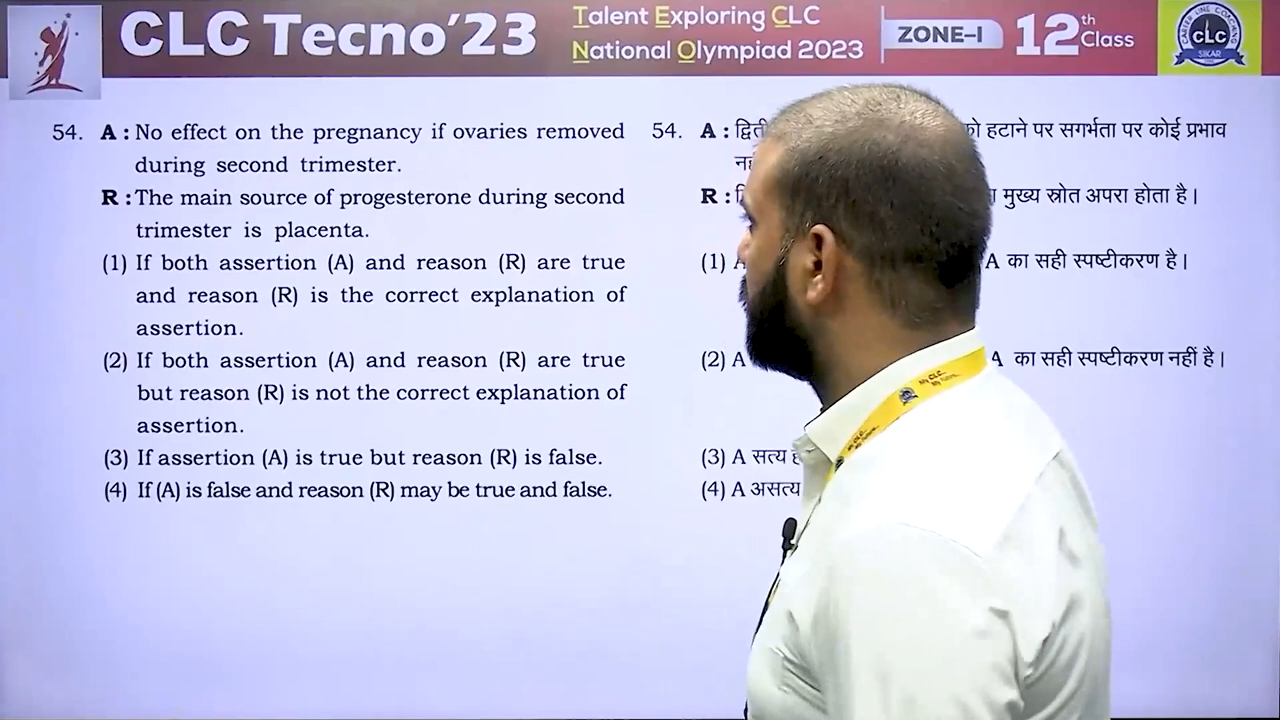 CLC Tecno'23
Talent Exploring CLC
National Olympiad 2023
ZONE–I
12th Class
CAREER LINE COACHING
CLC
SIKAR
54. A : No effect on the pregnancy if ovaries removed
during second trimester.
R : The main source of progesterone during second
trimester is placenta.
(1) If both assertion (A) and reason (R) are true
and reason (R) is the correct explanation of
assertion.
(2) If both assertion (A) and reason (R) are true
but reason (R) is not the correct explanation of
assertion.
(3) If assertion (A) is true but reason (R) is false.
(4) If (A) is false and reason (R) may be true and false.
54. A : को हटाने पर सगर्भता पर कोई प्रभाव
R : मुख्य स्रोत अपरा होता है।
(1) A का सही स्पष्टीकरण है।
(2) A A का सही स्पष्टीकरण नहीं है।
(3) A सत्य
(4) A असत्य
My CLC...